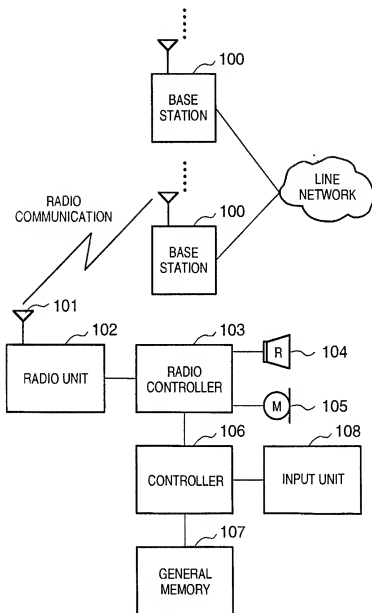 100
BASE
STATION
LINE
NETWORK
RADIO
COMMUNICATION
100
BASE
STATION
101
102
RADIO UNIT
103
RADIO
CONTROLLER
R
104
M
105
106
CONTROLLER
108
INPUT UNIT
107
GENERAL
MEMORY